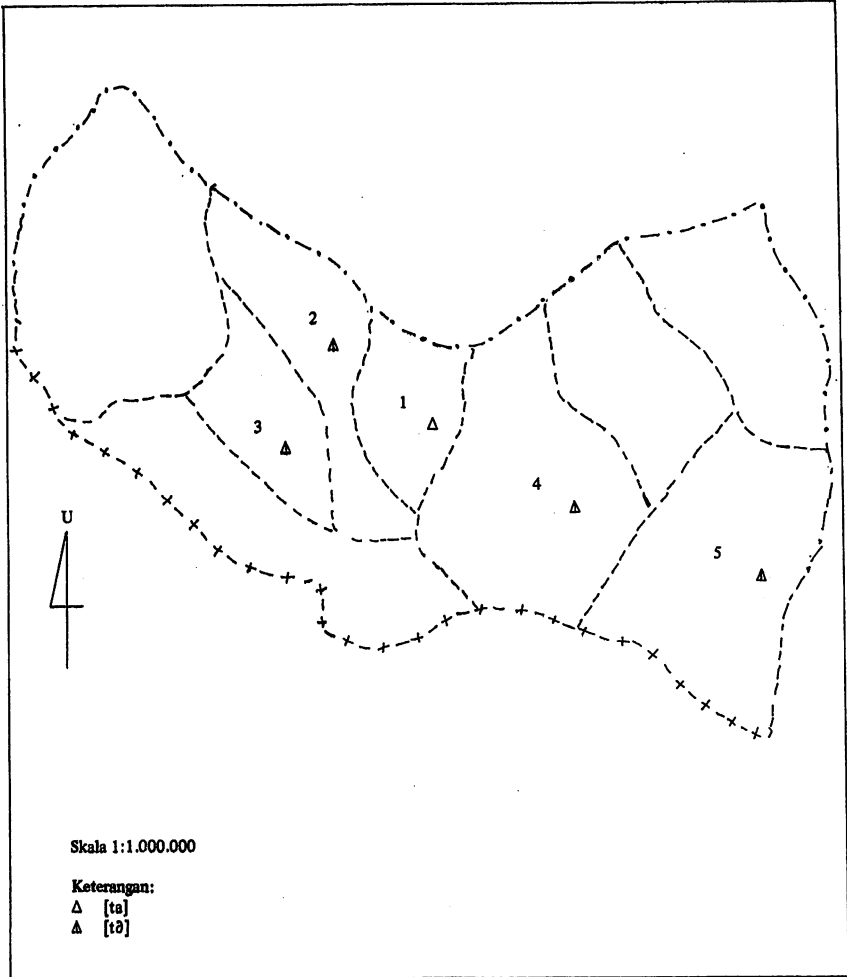 2
1
3
4
U
5
Skala 1:1.000.000
Keterangan:
△ [ta]
◮ [tə]